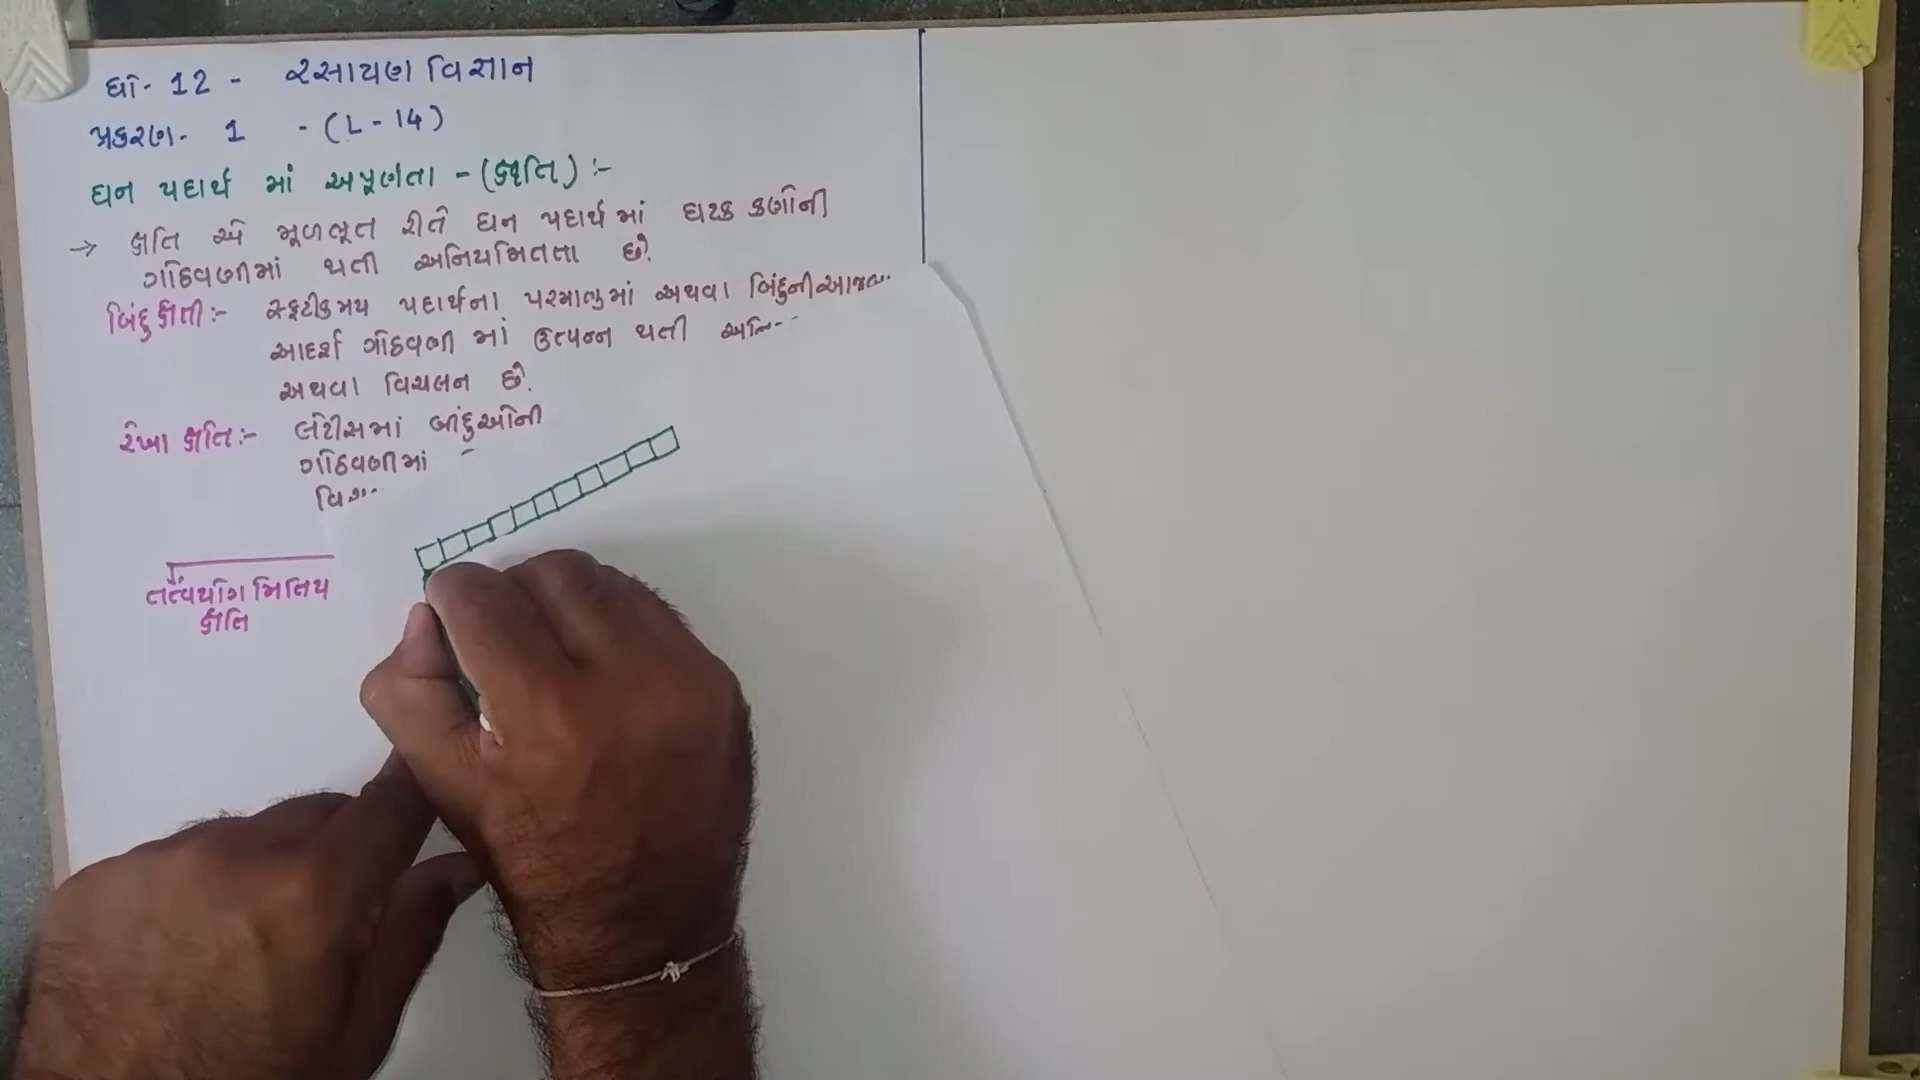 ધો- 12 - રસાયણ વિજ્ઞાન
પ્રકરણ- 1 - (L - 14)
ઘન પદાર્થ માં અપૂર્ણતા - (ક્ષતિ) :-
→ ક્ષતિ એ મૂળભૂત રીતે ઘન પદાર્થ માં ઘટક કણોની
ગોઠવણીમાં થતી અનિયમિતતા છે.
બિંદુ ક્ષતી :- સ્ફટીકમય પદાર્થના પરમાણુમાં અથવા બિંદુની
આદર્શ ગોઠવણી માં ઉત્પન્ન થતી
અથવા વિચલન છે.
રેખા ક્ષતિ :- લેટીસમાં બીંદુઓની
ગોઠવણીમાં
તત્વયોગ મિતિય
ક્ષતિ